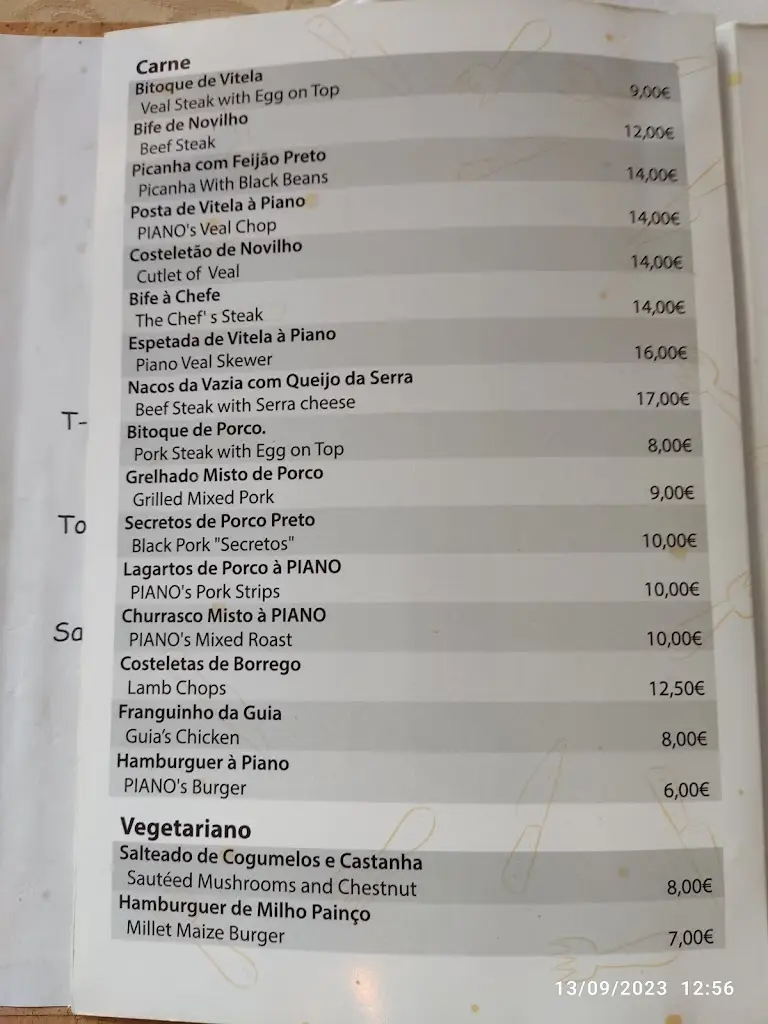 Carne
Bitoque de Vitela
Veal Steak with Egg on Top 9,00€
Bife de Novilho
Beef Steak 12,00€
Picanha com Feijão Preto
Picanha With Black Beans 14,00€
Posta de Vitela à Piano
PIANO's Veal Chop 14,00€
Costeletão de Novilho
Cutlet of Veal 14,00€
Bife à Chefe
The Chef' s Steak 14,00€
Espetada de Vitela à Piano
Piano Veal Skewer 16,00€
Nacos da Vazia com Queijo da Serra
Beef Steak with Serra cheese 17,00€
Bitoque de Porco.
Pork Steak with Egg on Top 8,00€
Grelhado Misto de Porco
Grilled Mixed Pork 9,00€
Secretos de Porco Preto
Black Pork "Secretos" 10,00€
Lagartos de Porco à PIANO
PIANO's Pork Strips 10,00€
Churrasco Misto à PIANO
PIANO's Mixed Roast 10,00€
Costeletas de Borrego
Lamb Chops 12,50€
Franguinho da Guia
Guia's Chicken 8,00€
Hamburguer à Piano
PIANO's Burger 6,00€
Vegetariano
Salteado de Cogumelos e Castanha
Sautéed Mushrooms and Chestnut 8,00€
Hamburguer de Milho Painço
Millet Maize Burger 7,00€
T-
To
Sa
13/09/2023 12:56